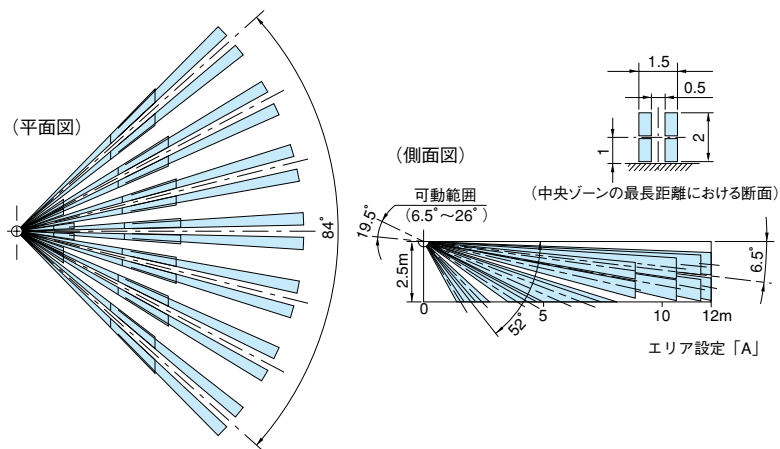 （平面図）
84°
1.5
0.5
2
1
（中央ゾーンの最長距離における断面）
（側面図）
可動範囲
（6.5°～26°）
19.5°
2.5m
6.5°
52°
0
5
10
12m
エリア設定「A」